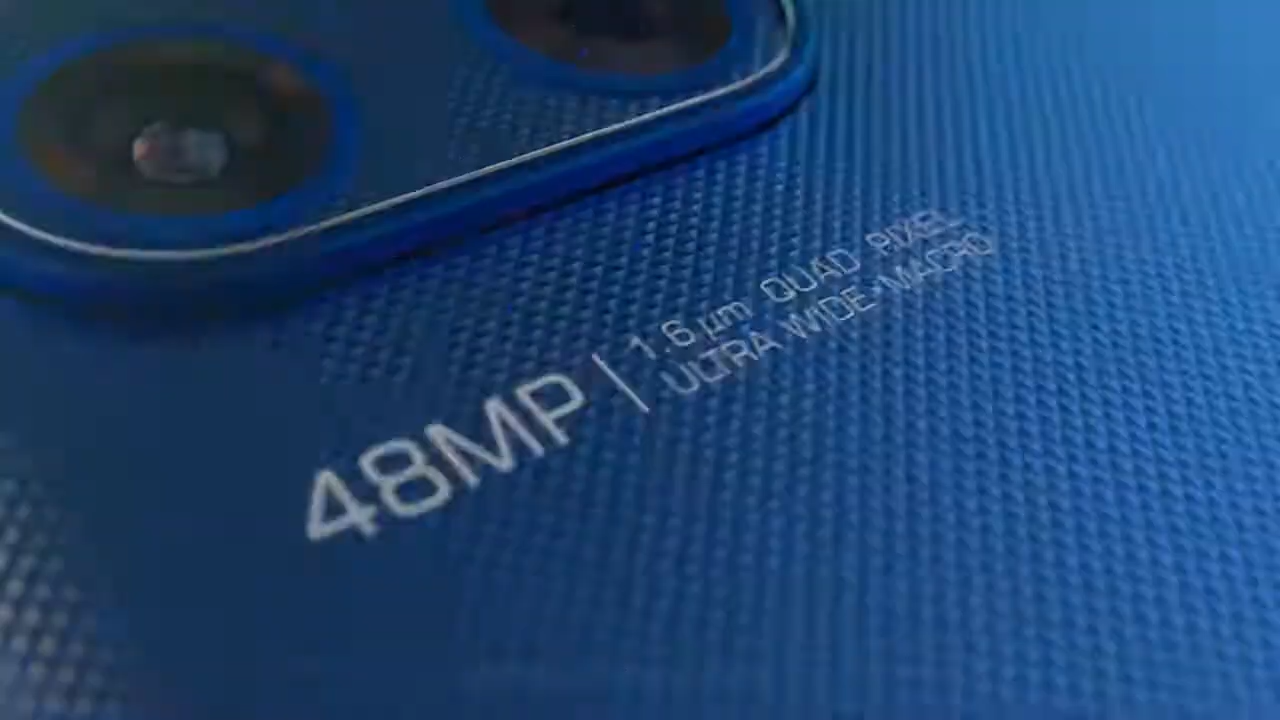 48MP | 1.6 μm QUAD PIXEL
ULTRA WIDE-MACRO